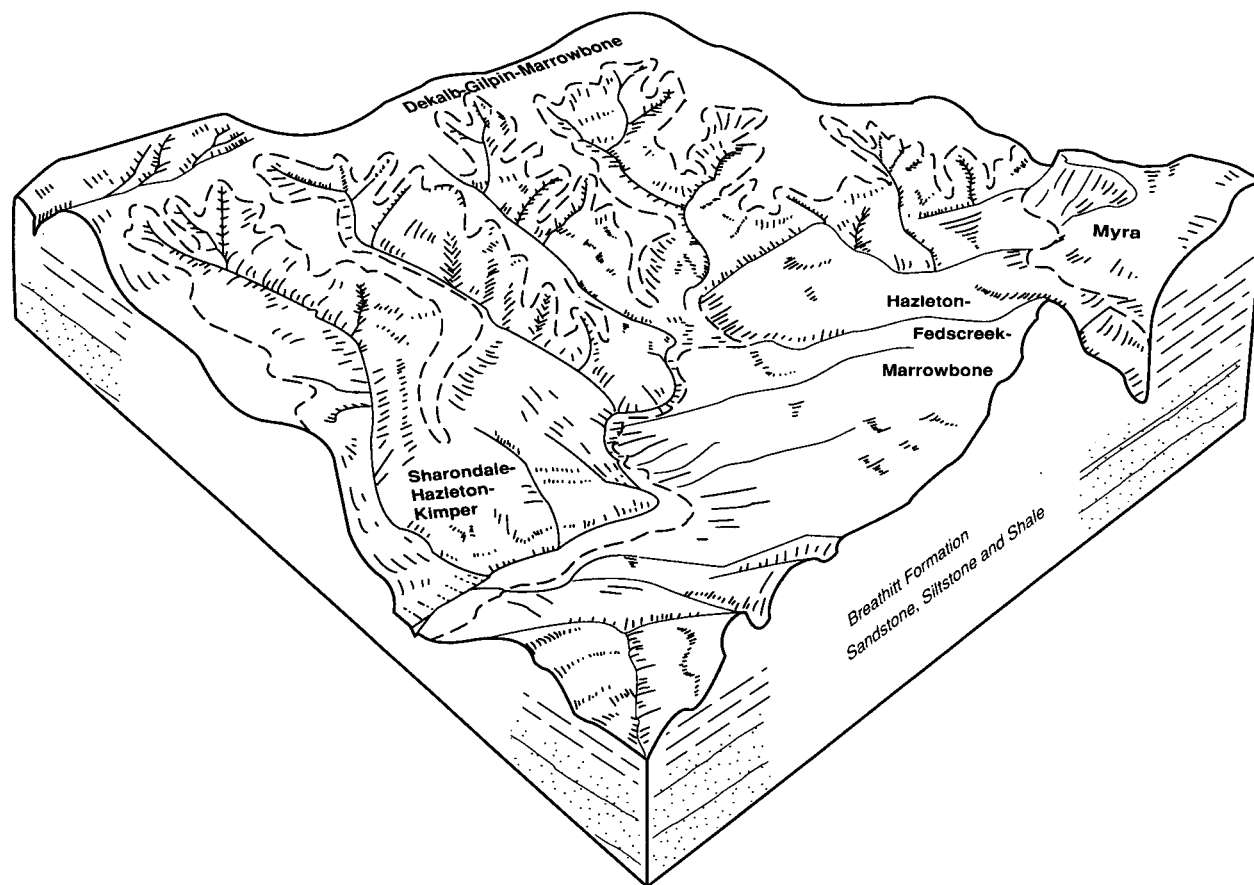 Dekalb-Gilpin-Marrowbone
Myra
Hazleton-
Fedscreek-
Marrowbone
Sharondale-
Hazleton-
Kimper
Breathitt Formation
Sandstone, Siltstone and Shale